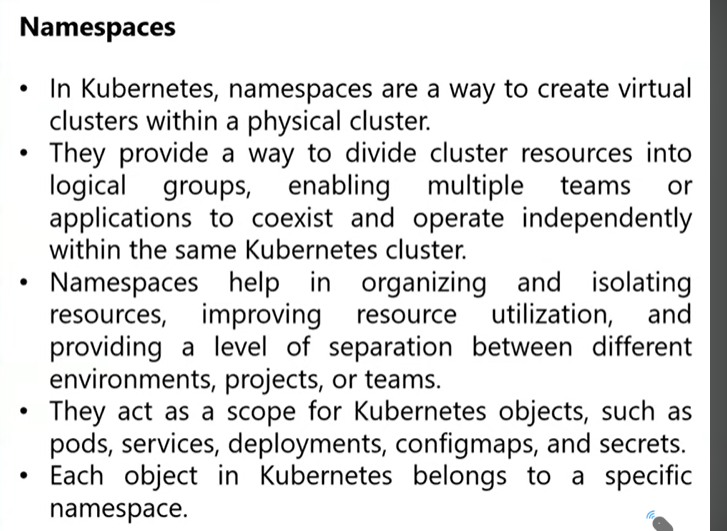 Namespaces
• In Kubernetes, namespaces are a way to create virtual
clusters within a physical cluster.
• They provide a way to divide cluster resources into
logical groups, enabling multiple teams or
applications to coexist and operate independently
within the same Kubernetes cluster.
• Namespaces help in organizing and isolating
resources, improving resource utilization, and
providing a level of separation between different
environments, projects, or teams.
• They act as a scope for Kubernetes objects, such as
pods, services, deployments, configmaps, and secrets.
• Each object in Kubernetes belongs to a specific
namespace.